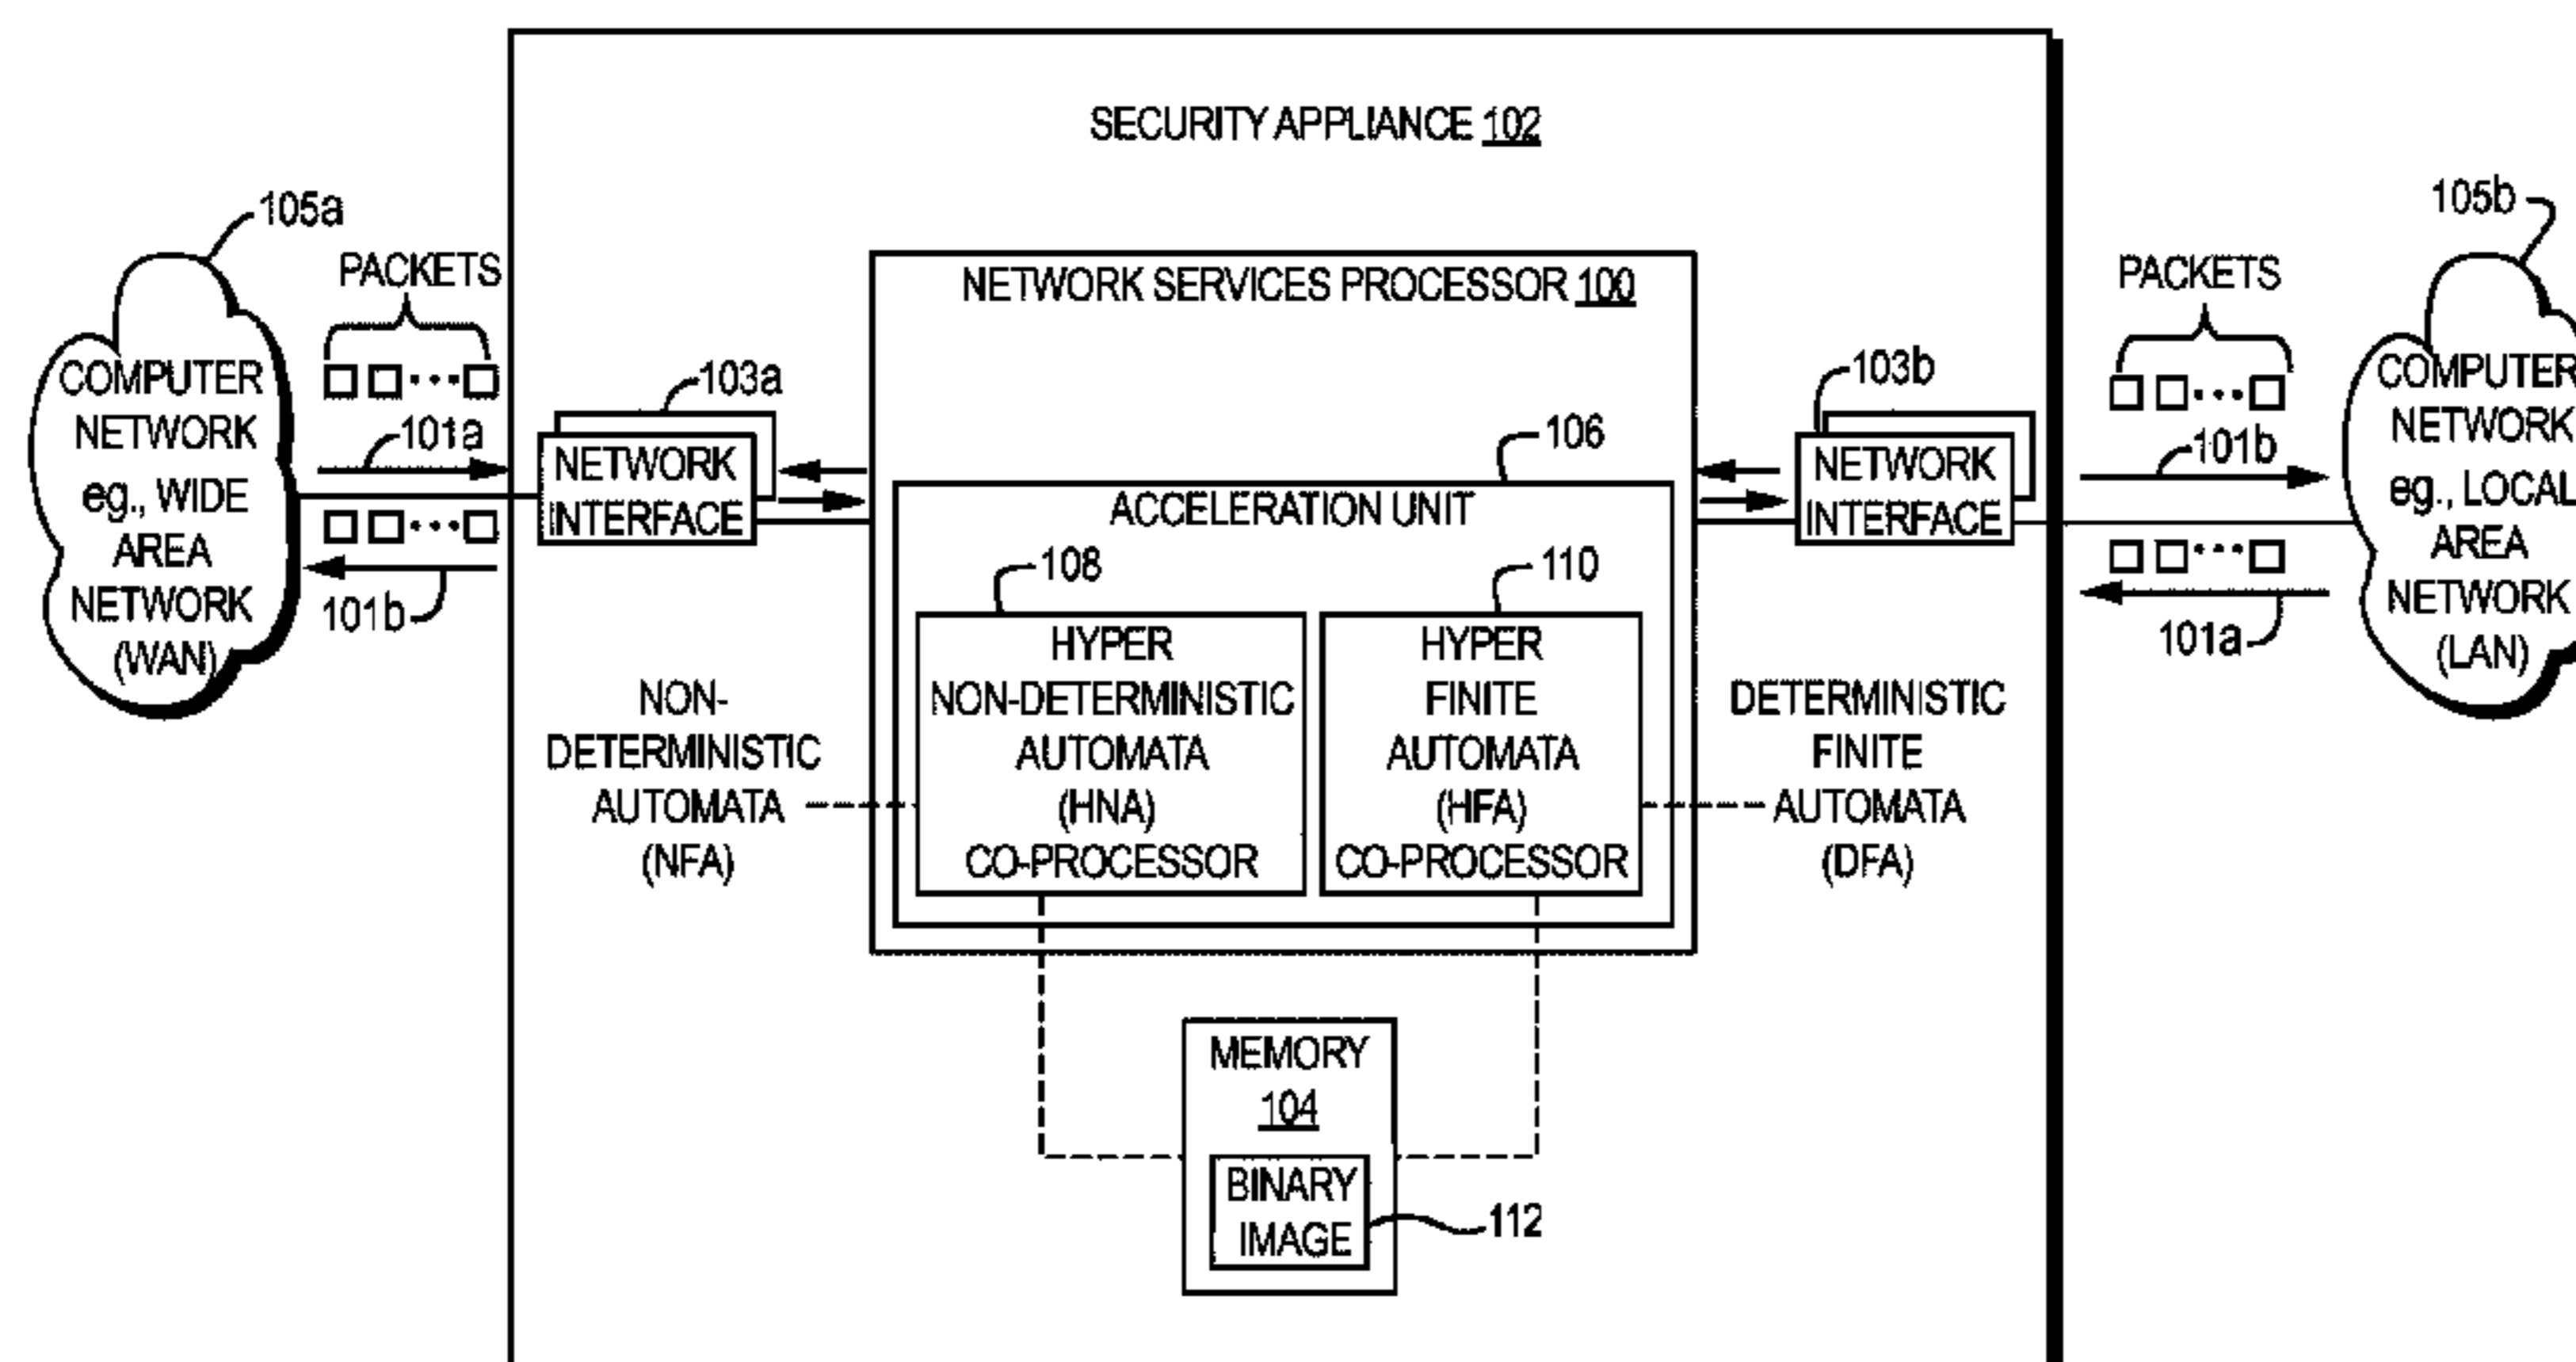 SECURITY APPLIANCE 102
105a
PACKETS
COMPUTER
NETWORK
eg., WIDE
AREA
NETWORK
(WAN)
101a
101b
103a
NETWORK
INTERFACE
NETWORK SERVICES PROCESSOR 100
106
ACCELERATION UNIT
108
HYPER
NON-DETERMINISTIC
AUTOMATA
(HNA)
CO-PROCESSOR
110
HYPER
FINITE
AUTOMATA
(HFA)
CO-PROCESSOR
NON-
DETERMINISTIC
AUTOMATA
(NFA)
DETERMINISTIC
FINITE
AUTOMATA
(DFA)
103b
NETWORK
INTERFACE
MEMORY
104
BINARY
IMAGE
112
PACKETS
101b
101a
105b
COMPUTER
NETWORK
eg., LOCAL
AREA
NETWORK
(LAN)